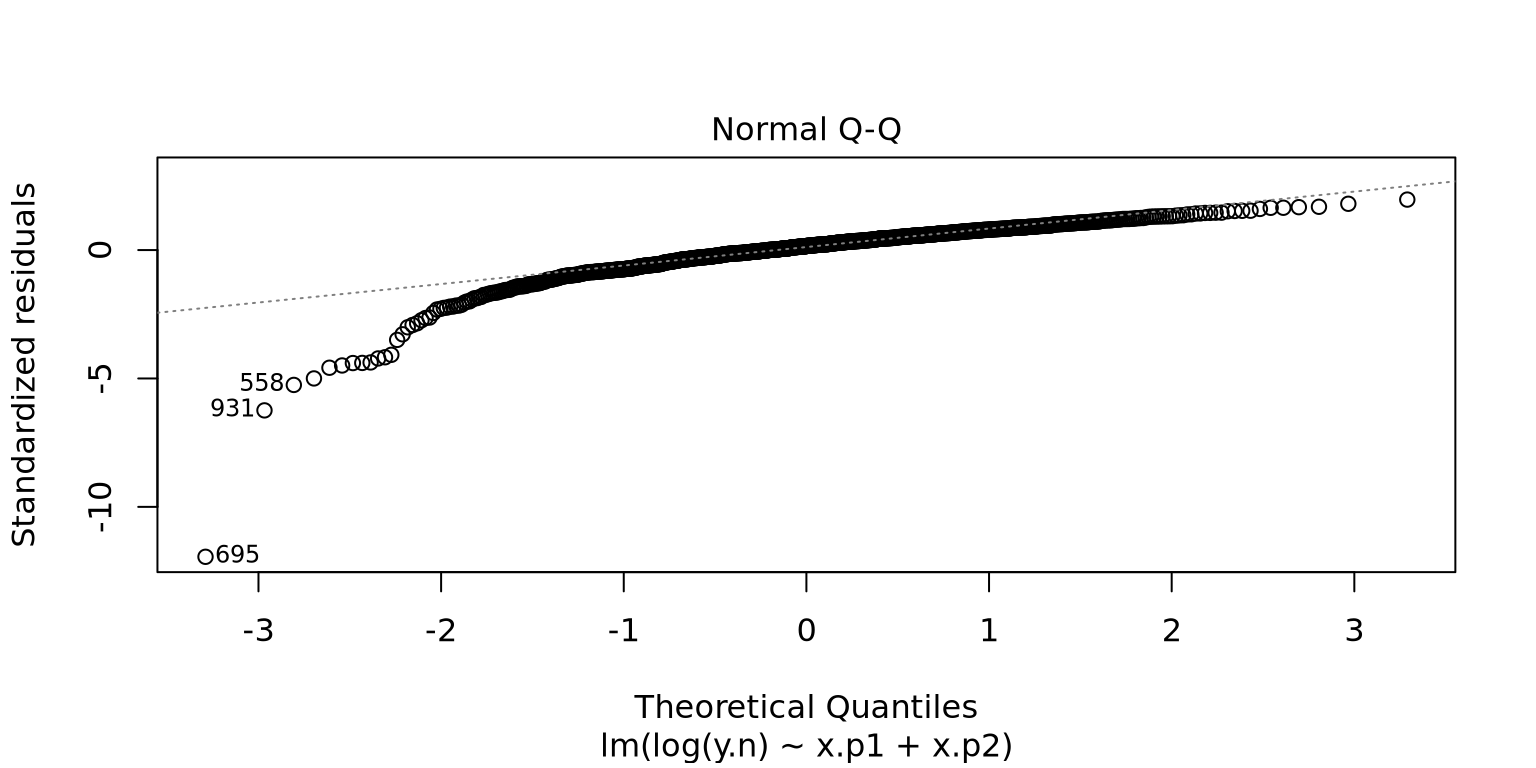 Normal Q-Q
Standardized residuals
0
-5
-10
558
931
695
-3 -2 -1 0 1 2 3
Theoretical Quantiles
lm(log(y.n) ~ x.p1 + x.p2)